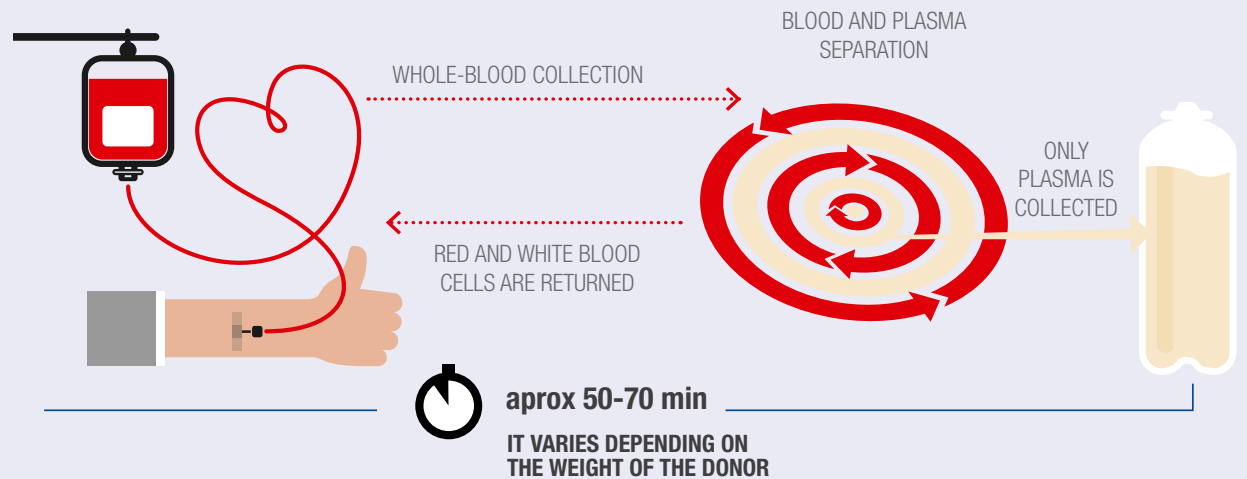 BLOOD AND PLASMA
SEPARATION
WHOLE-BLOOD COLLECTION
ONLY
PLASMA IS
COLLECTED
RED AND WHITE BLOOD
CELLS ARE RETURNED
aprox 50-70 min
IT VARIES DEPENDING ON
THE WEIGHT OF THE DONOR